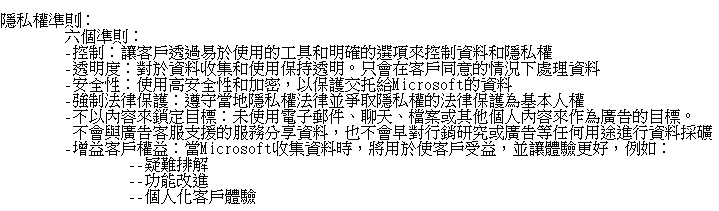 隱私權準則：
六個準則：
-控制：讓客戶透過易於使用的工具和明確的選項來控制資料和隱私權
-透明度：對於資料收集和使用保持透明。只會在客戶同意的情況下處理資料
-安全性：使用高安全性和加密，以保護交托給Microsoft的資料
-強制法律保護：遵守當地隱私權法律並爭取隱私權的法律保護為基本人權
-不以內容來鎖定目標：未使用電子郵件、聊天、檔案或其他個人內容來作為廣告的目標。
不會與廣告客服支援的服務分享資料，也不會早對行銷研究或廣告等任何用途進行資料採礦
-增益客戶權益：當Microsoft收集資料時，將用於使客戶受益，並讓體驗更好，例如：
--疑難排解
--功能改進
--個人化客戶體驗